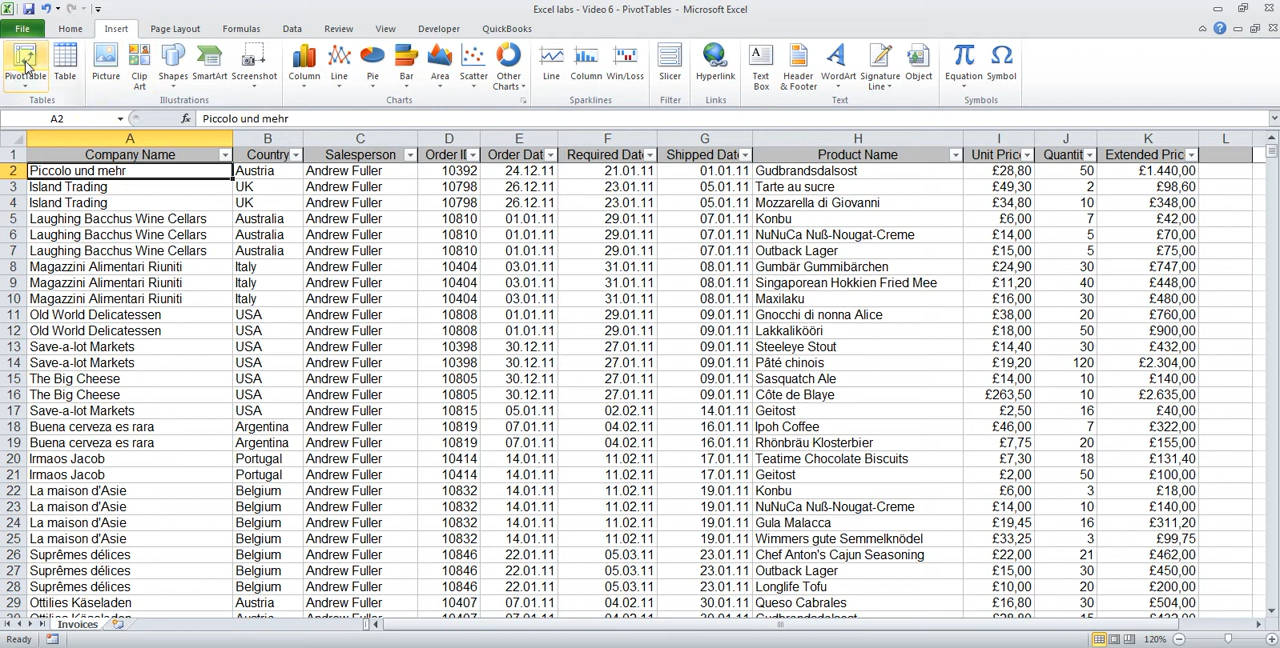 Excel labs - Video 6 - PivotTables - Microsoft Excel
File Home Insert Page Layout Formulas Data Review View Developer QuickBooks
PivotTable Table Picture Clip Art Shapes SmartArt Screenshot Column Line Pie Bar Area Scatter Other Charts Line Column Win/Loss Slicer Hyperlink Text Box Header & Footer WordArt Signature Line Object Equation Symbol
Tables Illustrations Charts Sparklines Filter Links Text Symbols
A2 fx Piccolo und mehr
A B C D E F G H I J K L
1 Company Name Country Salesperson Order ID Order Dat Required Date Shipped Dat Product Name Unit Price Quantit Extended Pric
2 Piccolo und mehr Austria Andrew Fuller 10392 24.12.11 21.01.11 01.01.11 Gudbrandsdalsost £28,80 50 £1.440,00
3 Island Trading UK Andrew Fuller 10798 26.12.11 23.01.11 05.01.11 Tarte au sucre £49,30 2 £98,60
4 Island Trading UK Andrew Fuller 10798 26.12.11 23.01.11 05.01.11 Mozzarella di Giovanni £34,80 10 £348,00
5 Laughing Bacchus Wine Cellars Australia Andrew Fuller 10810 01.01.11 29.01.11 07.01.11 Konbu £6,00 7 £42,00
6 Laughing Bacchus Wine Cellars Australia Andrew Fuller 10810 01.01.11 29.01.11 07.01.11 NuNuCa Nuß-Nougat-Creme £14,00 5 £70,00
7 Laughing Bacchus Wine Cellars Australia Andrew Fuller 10810 01.01.11 29.01.11 07.01.11 Outback Lager £15,00 5 £75,00
8 Magazzini Alimentari Riuniti Italy Andrew Fuller 10404 03.01.11 31.01.11 08.01.11 Gumbär Gummibärchen £24,90 30 £747,00
9 Magazzini Alimentari Riuniti Italy Andrew Fuller 10404 03.01.11 31.01.11 08.01.11 Singaporean Hokkien Fried Mee £11,20 40 £448,00
10 Magazzini Alimentari Riuniti Italy Andrew Fuller 10404 03.01.11 31.01.11 08.01.11 Maxilaku £16,00 30 £480,00
11 Old World Delicatessen USA Andrew Fuller 10808 01.01.11 29.01.11 09.01.11 Gnocchi di nonna Alice £38,00 20 £760,00
12 Old World Delicatessen USA Andrew Fuller 10808 01.01.11 29.01.11 09.01.11 Lakkalikööri £18,00 50 £900,00
13 Save-a-lot Markets USA Andrew Fuller 10398 30.12.11 27.01.11 09.01.11 Steeleye Stout £14,40 30 £432,00
14 Save-a-lot Markets USA Andrew Fuller 10398 30.12.11 27.01.11 09.01.11 Pâté chinois £19,20 120 £2.304,00
15 The Big Cheese USA Andrew Fuller 10805 30.12.11 27.01.11 09.01.11 Sasquatch Ale £14,00 10 £140,00
16 The Big Cheese USA Andrew Fuller 10805 30.12.11 27.01.11 09.01.11 Côte de Blaye £263,50 10 £2.635,00
17 Save-a-lot Markets USA Andrew Fuller 10815 05.01.11 02.02.11 14.01.11 Geitost £2,50 16 £40,00
18 Buena cerveza es rara Argentina Andrew Fuller 10819 07.01.11 04.02.11 16.01.11 Ipoh Coffee £46,00 7 £322,00
19 Buena cerveza es rara Argentina Andrew Fuller 10819 07.01.11 04.02.11 16.01.11 Rhönbräu Klosterbier £7,75 20 £155,00
20 Irmaos Jacob Portugal Andrew Fuller 10414 14.01.11 11.02.11 17.01.11 Teatime Chocolate Biscuits £7,30 18 £131,40
21 Irmaos Jacob Portugal Andrew Fuller 10414 14.01.11 11.02.11 17.01.11 Geitost £2,00 50 £100,00
22 La maison d'Asie Belgium Andrew Fuller 10832 14.01.11 11.02.11 19.01.11 Konbu £6,00 3 £18,00
23 La maison d'Asie Belgium Andrew Fuller 10832 14.01.11 11.02.11 19.01.11 NuNuCa Nuß-Nougat-Creme £14,00 10 £140,00
24 La maison d'Asie Belgium Andrew Fuller 10832 14.01.11 11.02.11 19.01.11 Gula Malacca £19,45 16 £311,20
25 La maison d'Asie Belgium Andrew Fuller 10832 14.01.11 11.02.11 19.01.11 Wimmers gute Semmelknödel £33,25 3 £99,75
26 Suprêmes délices Belgium Andrew Fuller 10846 22.01.11 05.03.11 23.01.11 Chef Anton's Cajun Seasoning £22,00 21 £462,00
27 Suprêmes délices Belgium Andrew Fuller 10846 22.01.11 05.03.11 23.01.11 Outback Lager £15,00 30 £450,00
28 Suprêmes délices Belgium Andrew Fuller 10846 22.01.11 05.03.11 23.01.11 Longlife Tofu £10,00 20 £200,00
29 Ottilies Käseladen Austria Andrew Fuller 10407 07.01.11 04.02.11 30.01.11 Queso Cabrales £16,80 30 £504,00
Invoices
Ready 120%